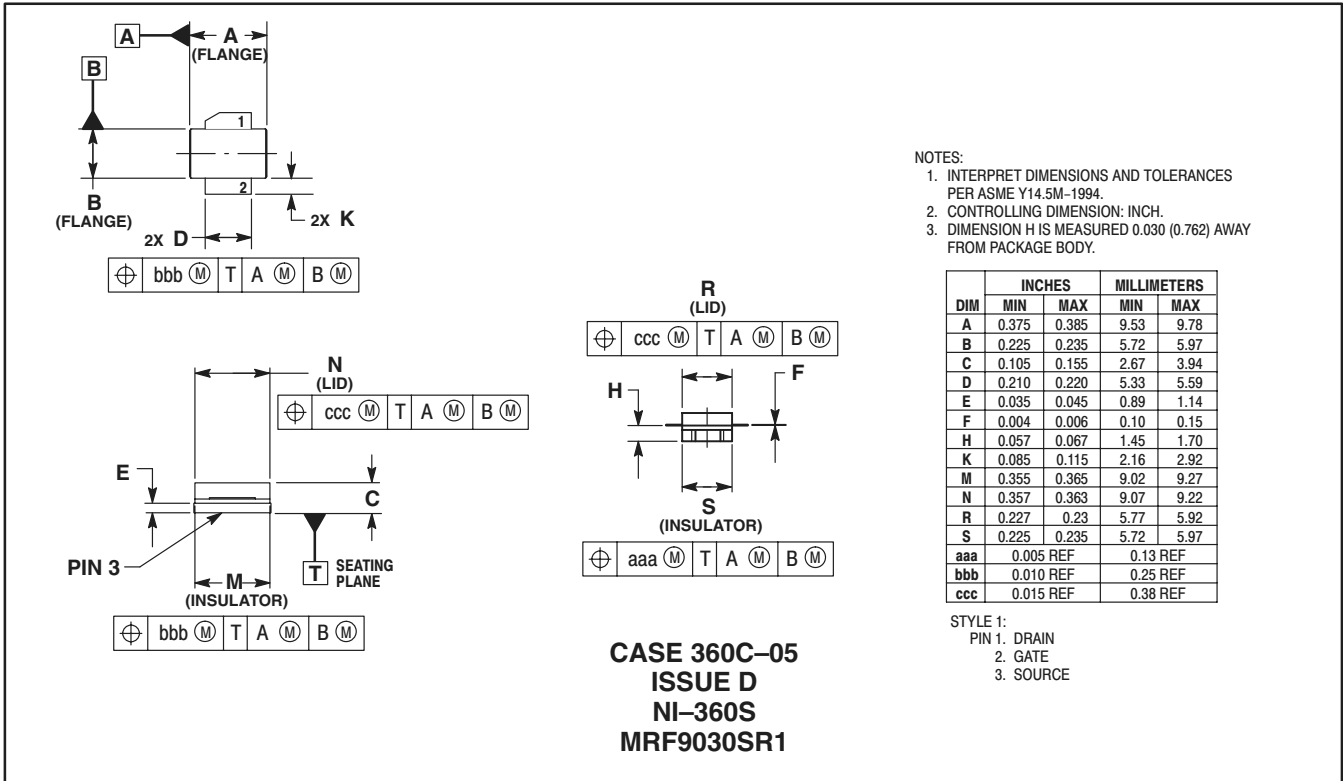 A
A
(FLANGE)
B
1
2
B
(FLANGE)
2X K
2X D
⌖ bbb Ⓜ T A Ⓜ B Ⓜ
N
(LID)
⌖ ccc Ⓜ T A Ⓜ B Ⓜ
E
C
PIN 3
M
(INSULATOR)
T SEATING
PLANE
⌖ bbb Ⓜ T A Ⓜ B Ⓜ
R
(LID)
⌖ ccc Ⓜ T A Ⓜ B Ⓜ
H
F
S
(INSULATOR)
⌖ aaa Ⓜ T A Ⓜ B Ⓜ
CASE 360C–05
ISSUE D
NI–360S
MRF9030SR1
NOTES:
1. INTERPRET DIMENSIONS AND TOLERANCES
PER ASME Y14.5M–1994.
2. CONTROLLING DIMENSION: INCH.
3. DIMENSION H IS MEASURED 0.030 (0.762) AWAY
FROM PACKAGE BODY.
INCHES MILLIMETERS
DIM MIN MAX MIN MAX
A 0.375 0.385 9.53 9.78
B 0.225 0.235 5.72 5.97
C 0.105 0.155 2.67 3.94
D 0.210 0.220 5.33 5.59
E 0.035 0.045 0.89 1.14
F 0.004 0.006 0.10 0.15
H 0.057 0.067 1.45 1.70
K 0.085 0.115 2.16 2.92
M 0.355 0.365 9.02 9.27
N 0.357 0.363 9.07 9.22
R 0.227 0.23 5.77 5.92
S 0.225 0.235 5.72 5.97
aaa 0.005 REF 0.13 REF
bbb 0.010 REF 0.25 REF
ccc 0.015 REF 0.38 REF
STYLE 1:
PIN 1. DRAIN
2. GATE
3. SOURCE